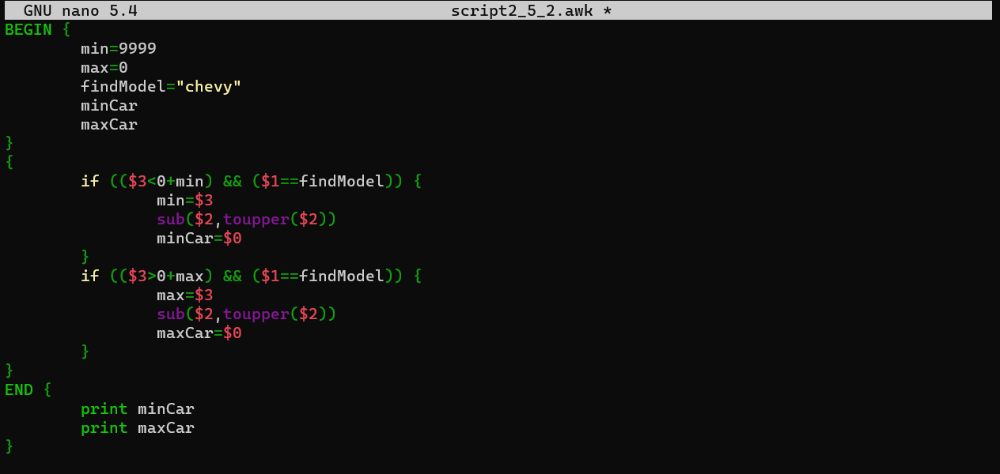 GNU nano 5.4 script2_5_2.awk *
BEGIN {
min=9999
max=0
findModel="chevy"
minCar
maxCar
}
{
if (($3<0+min) && ($1==findModel)) {
min=$3
sub($2,toupper($2))
minCar=$0
}
if (($3>0+max) && ($1==findModel)) {
max=$3
sub($2,toupper($2))
maxCar=$0
}
}
END {
print minCar
print maxCar
}